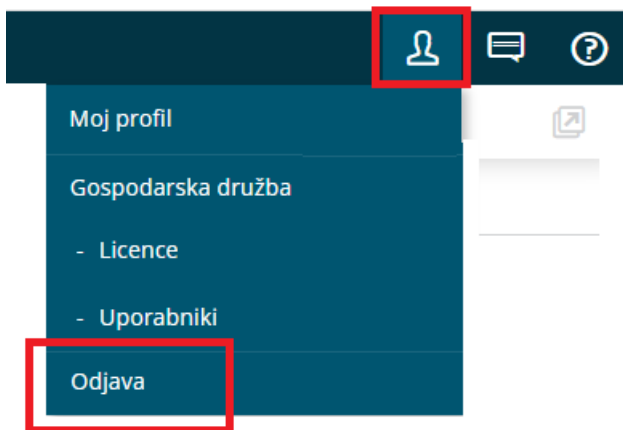 Moj profil
Gospodarska družba
- Licence
- Uporabniki
Odjava